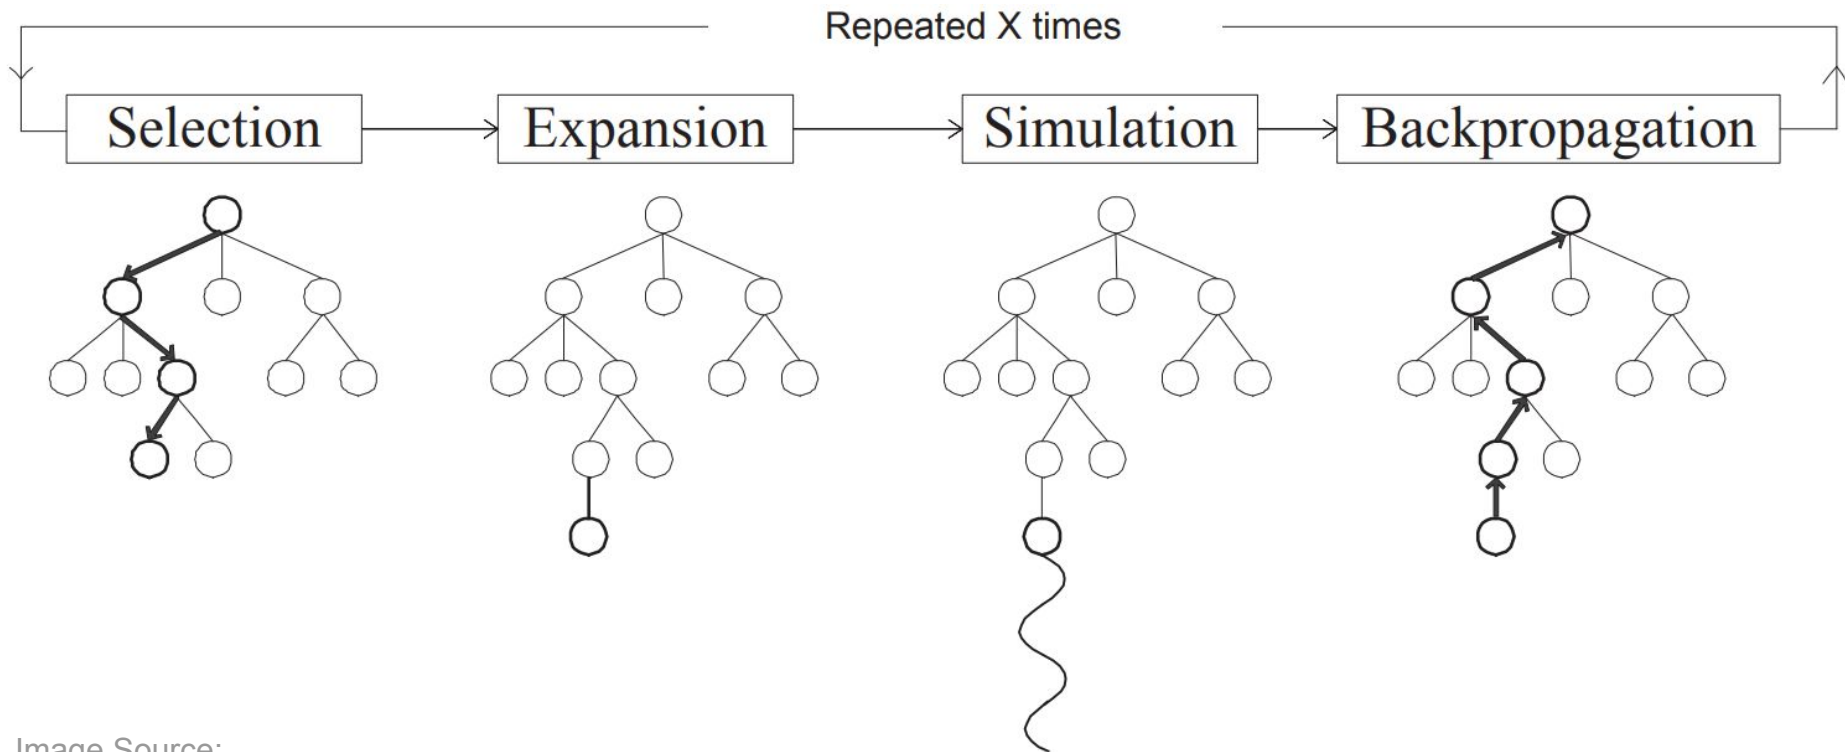 Repeated X times
Selection
Expansion
Simulation
Backpropagation
Image Source: